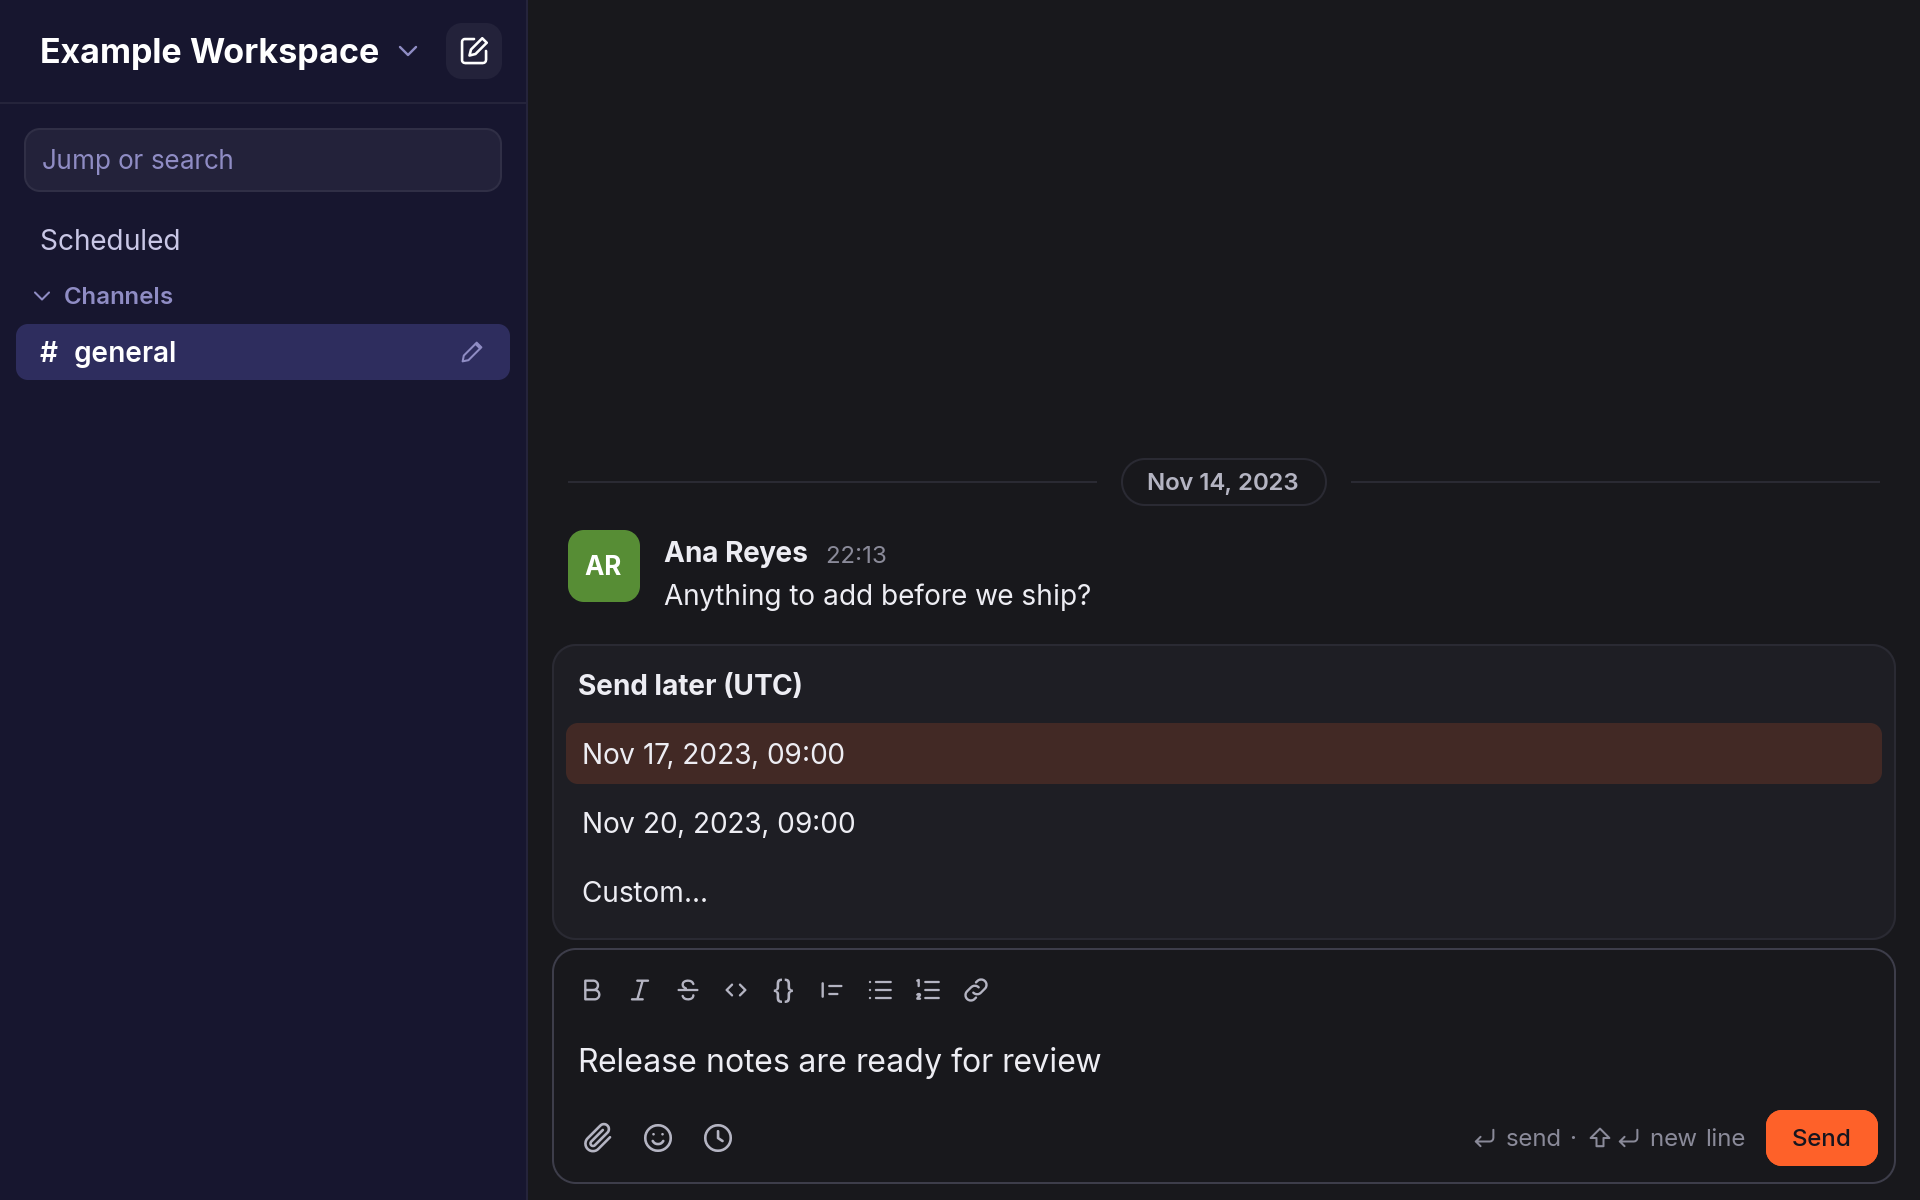 Example Workspace
Jump or search
Scheduled
Channels
# general
Nov 14, 2023
AR
Ana Reyes 22:13
Anything to add before we ship?
Send later (UTC)
Nov 17, 2023, 09:00
Nov 20, 2023, 09:00
Custom...
Release notes are ready for review
send · new line
Send